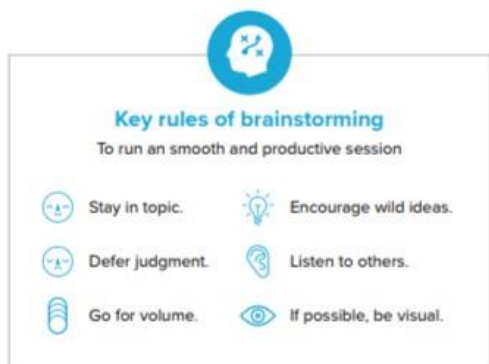 Key rules of brainstorming
To run an smooth and productive session
Stay in topic.
Encourage wild ideas.
Defer judgment.
Listen to others.
Go for volume.
If possible, be visual.